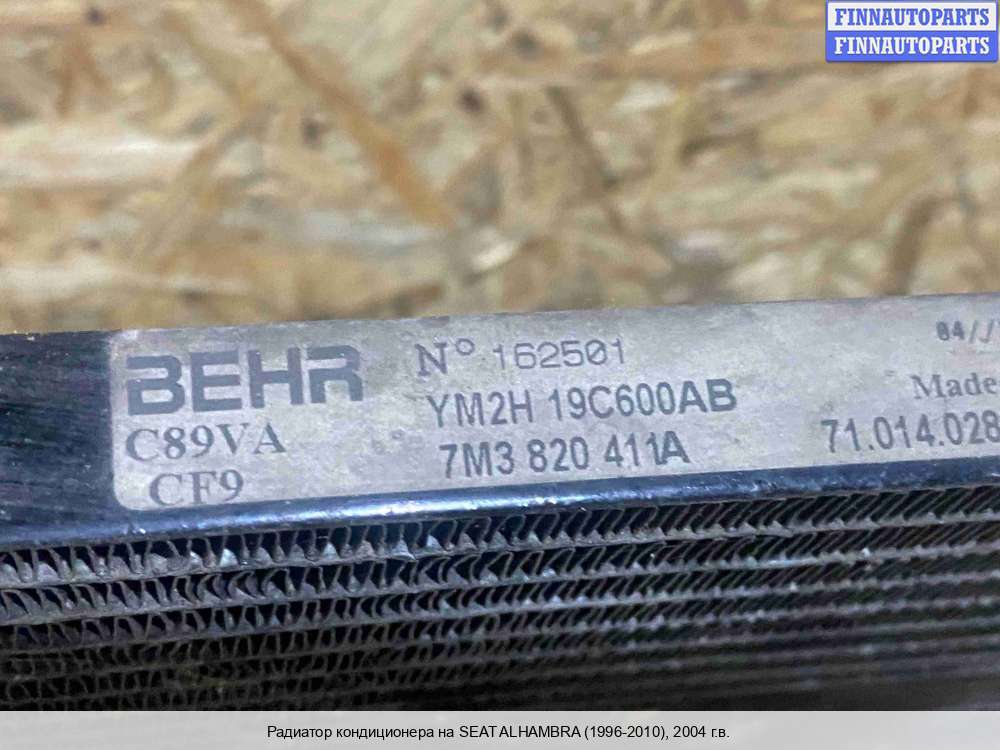 FINNAUTOPARTS
FINNAUTOPARTS
BEHR N° 162501 04/
C89VA YM2H 19C600AB Made
CF9 7M3 820 411A 71.014.028
Радиатор кондиционера на SEAT ALHAMBRA (1996-2010), 2004 г.в.